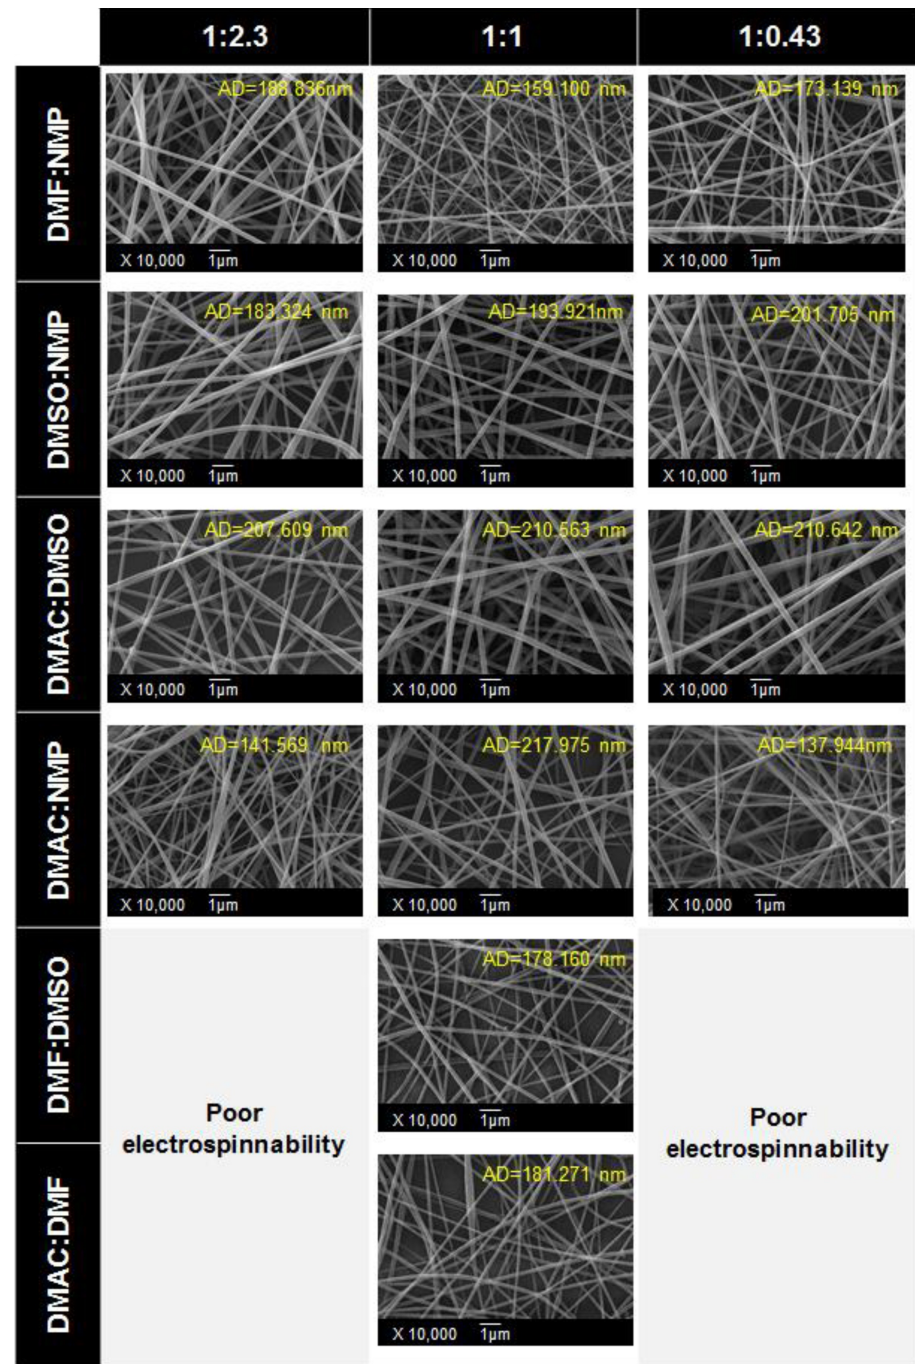 1:2.3 1:1 1:0.43
DMF:NMP
AD=188.836nm AD=159.100 nm AD=173.139 nm
X 10,000 1µm X 10,000 1µm X 10,000 1µm
DMSO:NMP
AD=183.324 nm AD=193.921nm AD=201.705 nm
X 10,000 1µm X 10,000 1µm X 10,000 1µm
DMAC:DMSO
AD=207.609 nm AD=210.563 nm AD=210.642 nm
X 10,000 1µm X 10,000 1µm X 10,000 1µm
DMAC:NMP
AD=141.569 nm AD=217.975 nm AD=137.944nm
X 10,000 1µm X 10,000 1µm X 10,000 1µm
DMF:DMSO
AD=178.160 nm
X 10,000 1µm
Poor
electrospinnability
Poor
electrospinnability
DMAC:DMF
AD=181.271 nm
X 10,000 1µm